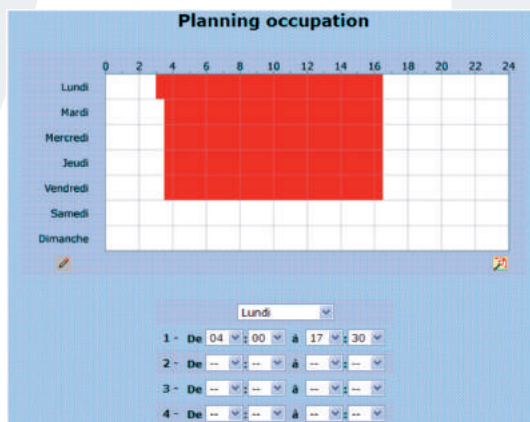 Planning occupation
0 2 4 6 8 10 12 14 16 18 20 22 24
Lundi
Mardi
Mercredi
Jeudi
Vendredi
Samedi
Dimanche
Lundi
1 - De 04 : 00 à 17 : 30
2 - De -- : -- à -- : --
3 - De -- : -- à -- : --
4 - De -- : -- à -- : --